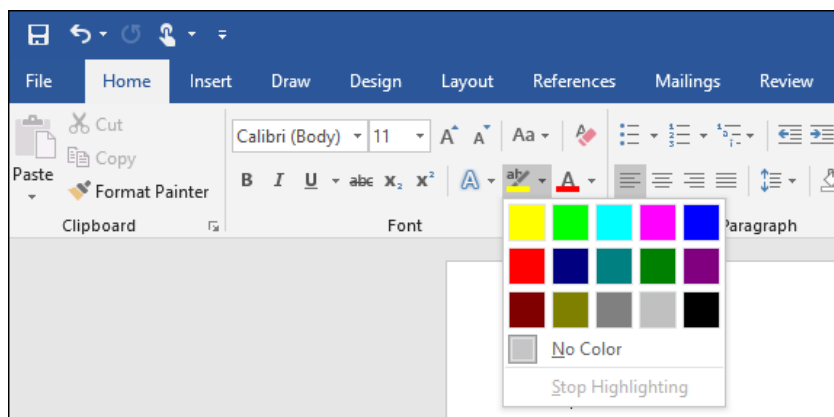 File Home Insert Draw Design Layout References Mailings Review
Cut
Calibri (Body) 11 A A Aa A
Copy
Paste
Format Painter
B I U abc X₂ X² A aby A
Clipboard Font Paragraph
No Color
Stop Highlighting